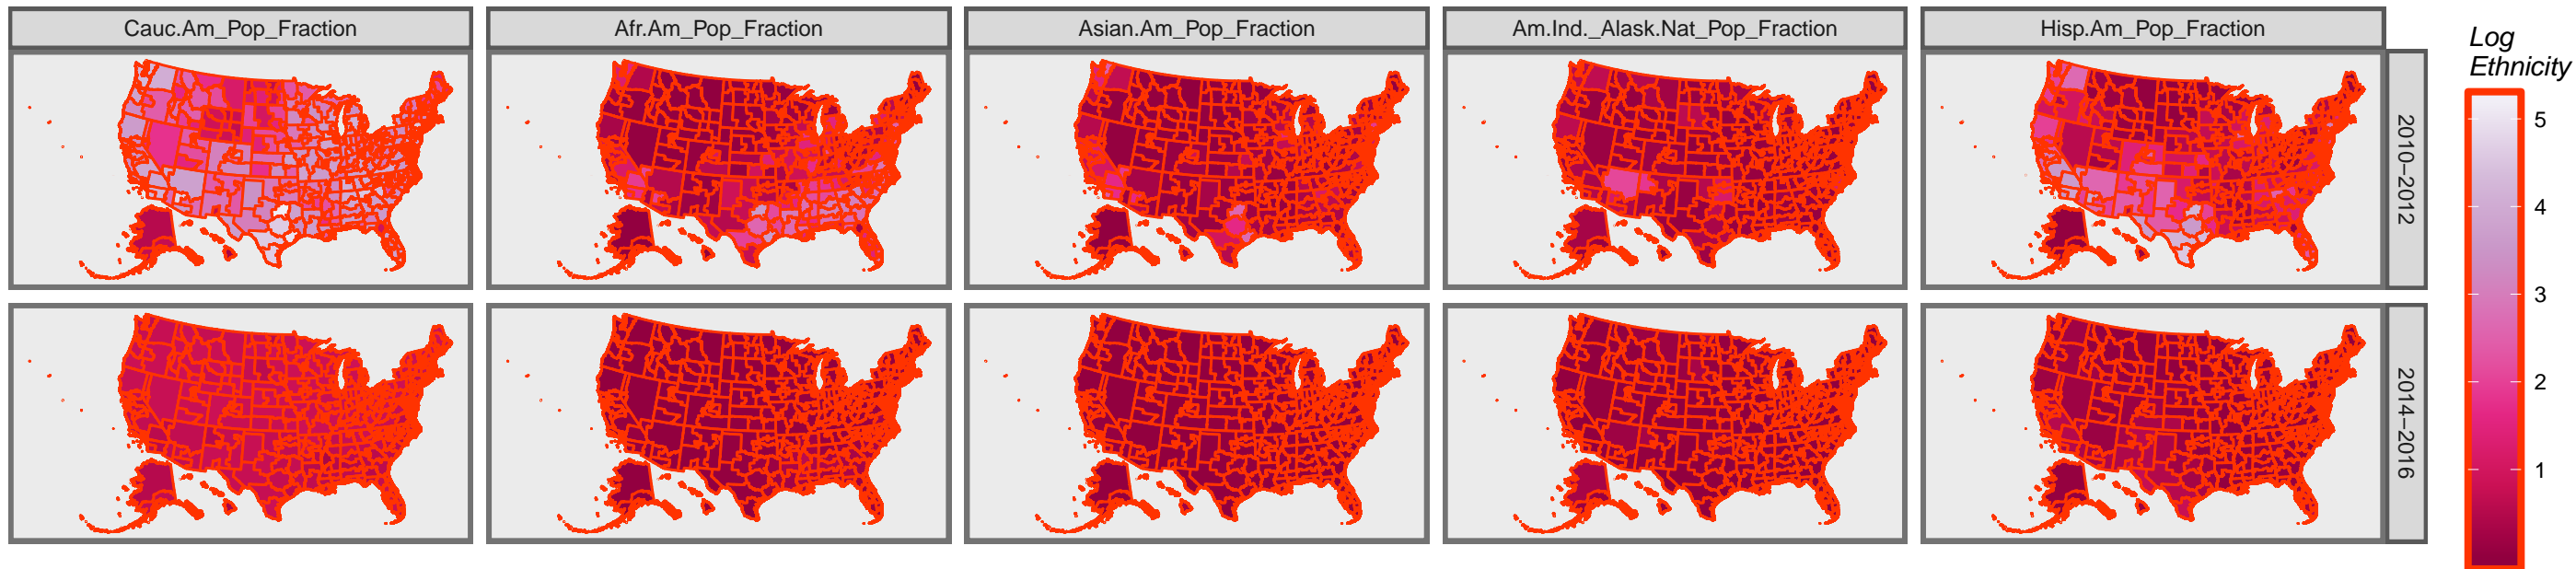 Cauc.Am_Pop_Fraction
Afr.Am_Pop_Fraction
Asian.Am_Pop_Fraction
Am.Ind._Alask.Nat_Pop_Fraction
Hisp.Am_Pop_Fraction
2010−2012
2014−2016
Log
Ethnicity
5
4
3
2
1